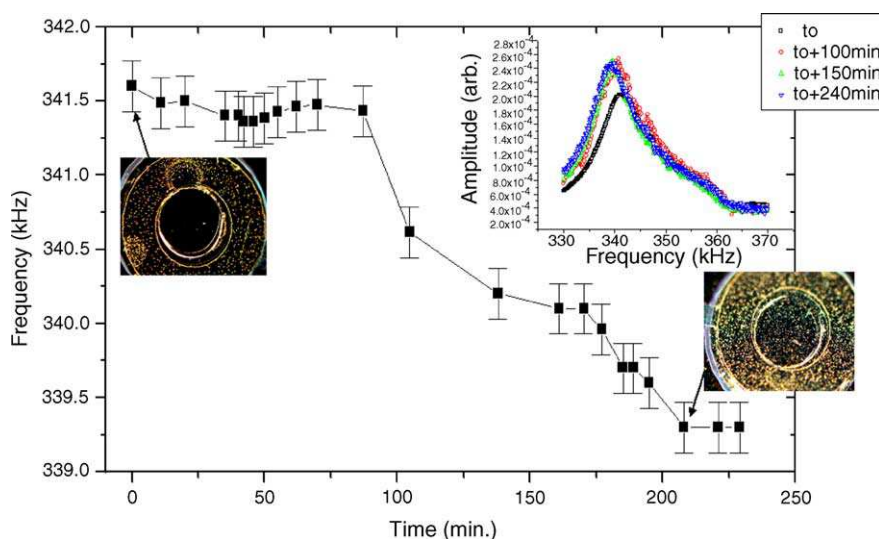 342.0
341.5
341.0
340.5
340.0
339.5
339.0
Frequency (kHz)
0 50 100 150 200 250
Time (min.)
2.8x10⁻⁴
2.6x10⁻⁴
2.4x10⁻⁴
2.2x10⁻⁴
2.0x10⁻⁴
1.8x10⁻⁴
1.6x10⁻⁴
1.4x10⁻⁴
1.2x10⁻⁴
1.0x10⁻⁴
8.0x10⁻⁴
6.0x10⁻⁴
4.0x10⁻⁴
2.0x10⁻⁴
Amplitude (arb.)
330 340 350 360 370
Frequency (kHz)
to
to+100min
to+150min
to+240min